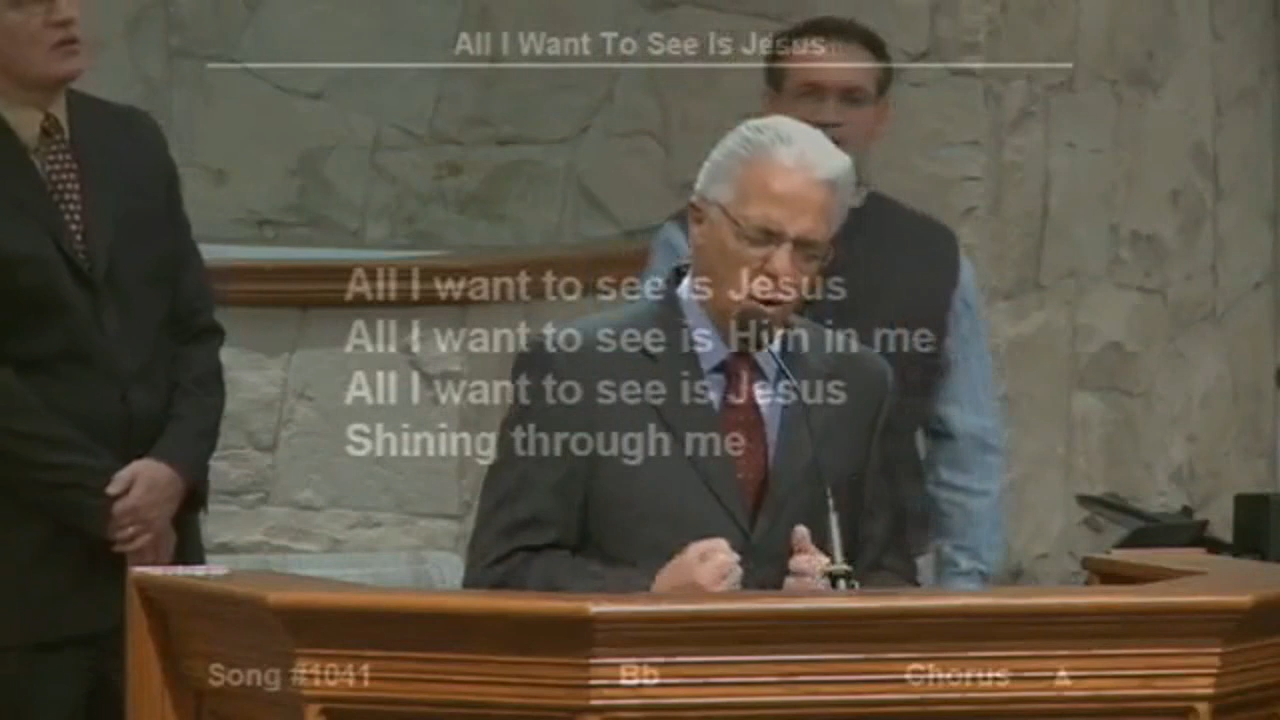 All I Want To See Is Jesus
All I want to see is Jesus
All I want to see is Him in me
All I want to see is Jesus
Shining through me
Song #1041 Bb Chorus